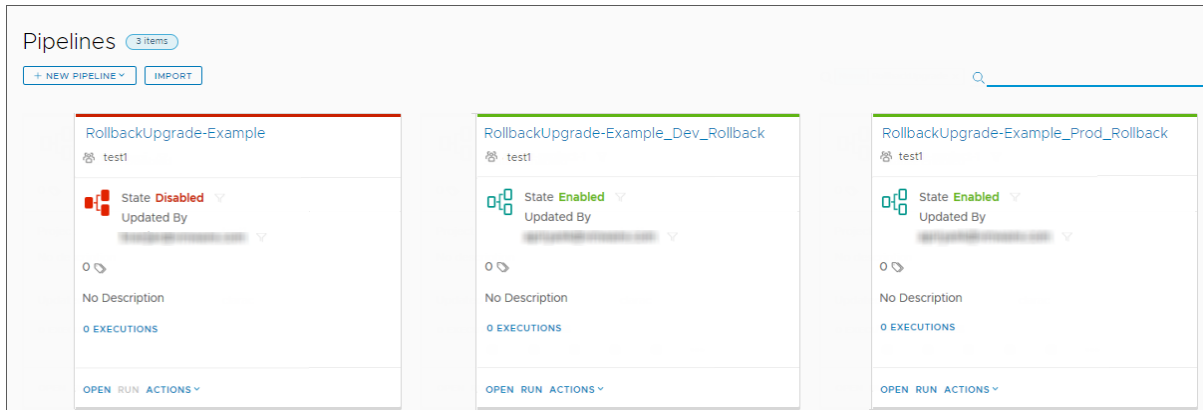 Pipelines 3 items
+ NEW PIPELINE IMPORT
RollbackUpgrade-Example
test1
State Disabled
Updated By
0
No Description
0 EXECUTIONS
OPEN RUN ACTIONS
RollbackUpgrade-Example_Dev_Rollback
test1
State Enabled
Updated By
0
No Description
0 EXECUTIONS
OPEN RUN ACTIONS
RollbackUpgrade-Example_Prod_Rollback
test1
State Enabled
Updated By
0
No Description
0 EXECUTIONS
OPEN RUN ACTIONS